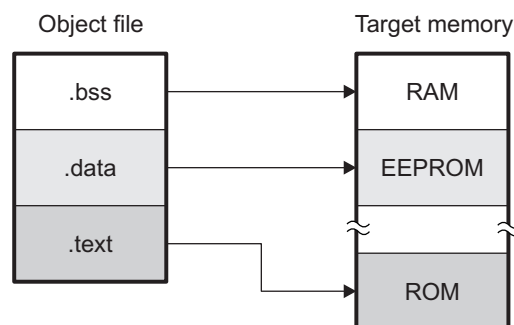 Object file
Target memory
.bss
RAM
.data
EEPROM
.text
ROM